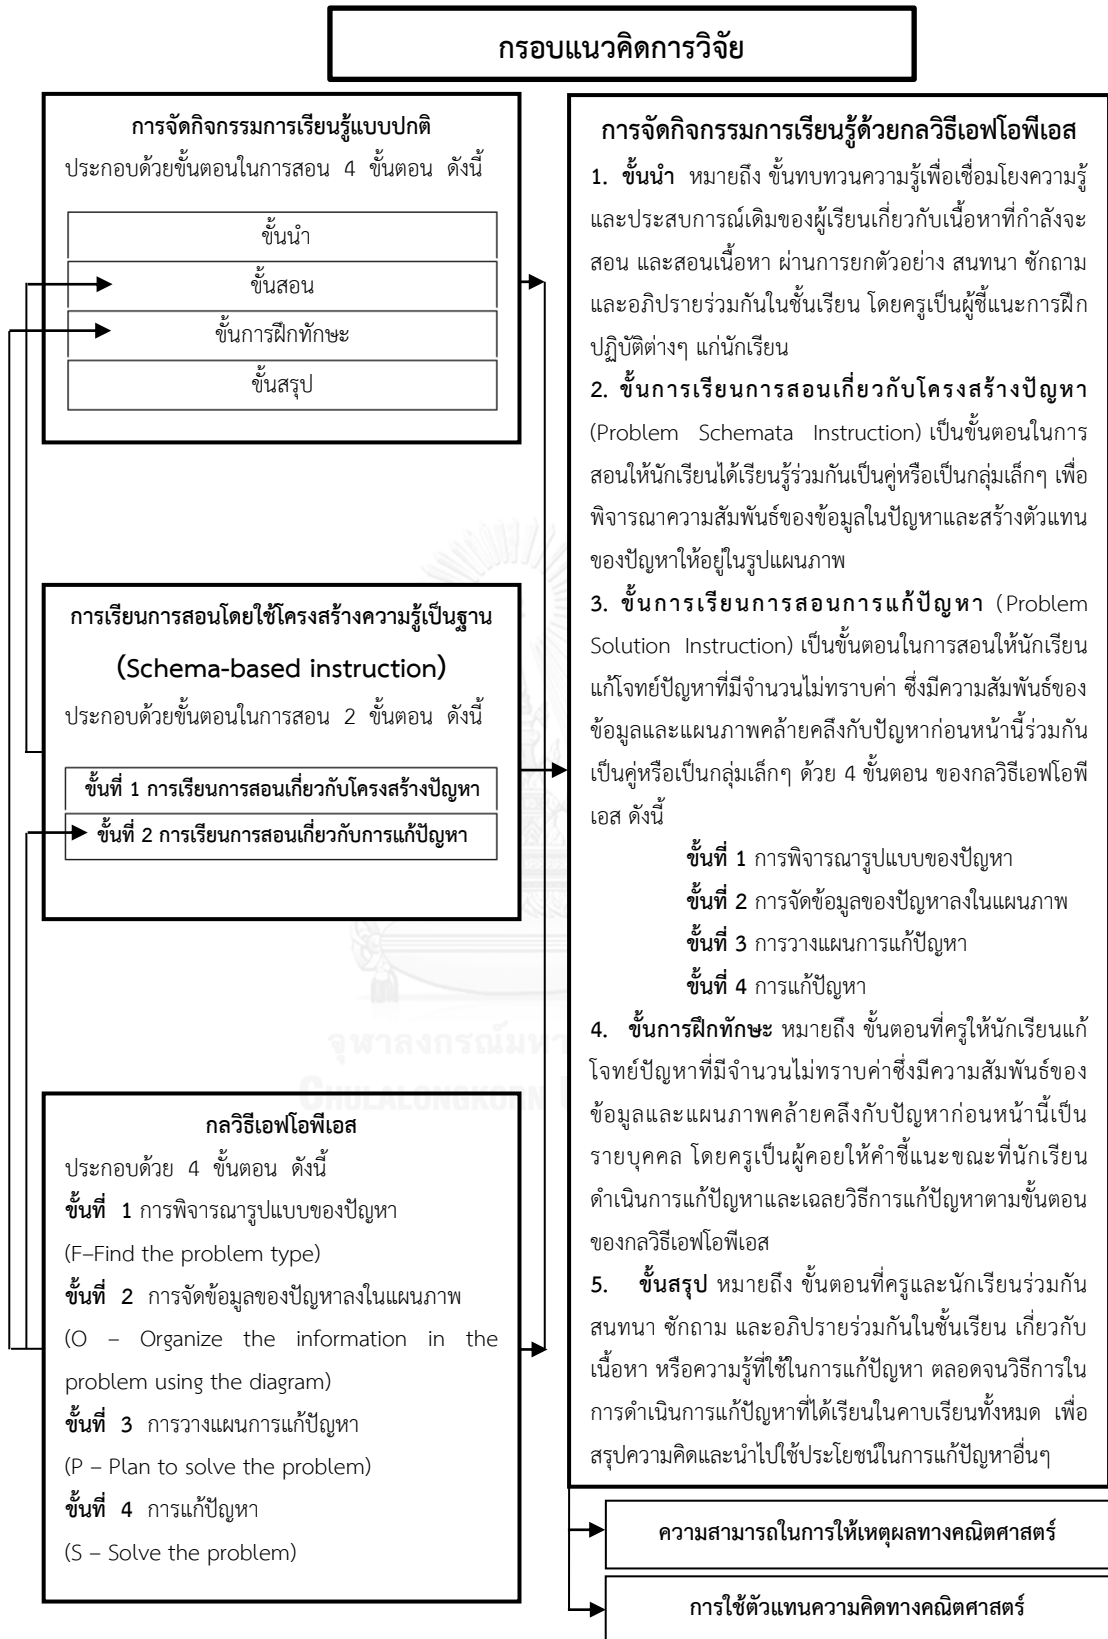 กรอบแนวคิดการวิจัย
การจัดกิจกรรมการเรียนรู้แบบปกติ
ประกอบด้วยขั้นตอนในการสอน 4 ขั้นตอน ดังนี้
ขั้นนำ
ขั้นสอน
ขั้นการฝึกทักษะ
ขั้นสรุป
การเรียนการสอนโดยใช้โครงสร้างความรู้เป็นฐาน
(Schema-based instruction)
ประกอบด้วยขั้นตอนในการสอน 2 ขั้นตอน ดังนี้
ขั้นที่ 1 การเรียนการสอนเกี่ยวกับโครงสร้างปัญหา
ขั้นที่ 2 การเรียนการสอนเกี่ยวกับการแก้ปัญหา
กลวิธีเอฟโอพีเอส
ประกอบด้วย 4 ขั้นตอน ดังนี้
ขั้นที่ 1 การพิจารณารูปแบบของปัญหา
(F–Find the problem type)
ขั้นที่ 2 การจัดข้อมูลของปัญหาลงในแผนภาพ
(O – Organize the information in the
problem using the diagram)
ขั้นที่ 3 การวางแผนการแก้ปัญหา
(P – Plan to solve the problem)
ขั้นที่ 4 การแก้ปัญหา
(S – Solve the problem)
การจัดกิจกรรมการเรียนรู้ด้วยกลวิธีเอฟโอพีเอส
1. ขั้นนำ หมายถึง ขั้นทบทวนความรู้เพื่อเชื่อมโยงความรู้
และประสบการณ์เดิมของผู้เรียนเกี่ยวกับเนื้อหาที่กำลังจะ
สอน และสอนเนื้อหา ผ่านการยกตัวอย่าง สนทนา ซักถาม
และอภิปรายร่วมกันในชั้นเรียน โดยครูเป็นผู้ชี้แนะการฝึก
ปฏิบัติต่างๆ แก่นักเรียน
2. ขั้นการเรียนการสอนเกี่ยวกับโครงสร้างปัญหา
(Problem Schemata Instruction) เป็นขั้นตอนในการ
สอนให้นักเรียนได้เรียนรู้ร่วมกันเป็นคู่หรือเป็นกลุ่มเล็กๆ เพื่อ
พิจารณาความสัมพันธ์ของข้อมูลในปัญหาและสร้างตัวแทน
ของปัญหาให้อยู่ในรูปแผนภาพ
3. ขั้นการเรียนการสอนการแก้ปัญหา (Problem
Solution Instruction) เป็นขั้นตอนในการสอนให้นักเรียน
แก้โจทย์ปัญหาที่มีจำนวนไม่ทราบค่า ซึ่งมีความสัมพันธ์ของ
ข้อมูลและแผนภาพคล้ายคลึงกับปัญหาก่อนหน้านี้ร่วมกัน
เป็นคู่หรือเป็นกลุ่มเล็กๆ ด้วย 4 ขั้นตอน ของกลวิธีเอฟโอพี
เอส ดังนี้
ขั้นที่ 1 การพิจารณารูปแบบของปัญหา
ขั้นที่ 2 การจัดข้อมูลของปัญหาลงในแผนภาพ
ขั้นที่ 3 การวางแผนการแก้ปัญหา
ขั้นที่ 4 การแก้ปัญหา
4. ขั้นการฝึกทักษะ หมายถึง ขั้นตอนที่ครูให้นักเรียนแก้
โจทย์ปัญหาที่มีจำนวนไม่ทราบค่าซึ่งมีความสัมพันธ์ของ
ข้อมูลและแผนภาพคล้ายคลึงกับปัญหาก่อนหน้านี้เป็น
รายบุคคล โดยครูเป็นผู้คอยให้คำชี้แนะขณะที่นักเรียน
ดำเนินการแก้ปัญหาและเฉลยวิธีการแก้ปัญหาตามขั้นตอน
ของกลวิธีเอฟโอพีเอส
5. ขั้นสรุป หมายถึง ขั้นตอนที่ครูและนักเรียนร่วมกัน
สนทนา ซักถาม และอภิปรายร่วมกันในชั้นเรียน เกี่ยวกับ
เนื้อหา หรือความรู้ที่ใช้ในการแก้ปัญหา ตลอดจนวิธีการใน
การดำเนินการแก้ปัญหาที่ได้เรียนในคาบเรียนทั้งหมด เพื่อ
สรุปความคิดและนำไปใช้ประโยชน์ในการแก้ปัญหาอื่นๆ
ความสามารถในการให้เหตุผลทางคณิตศาสตร์
การใช้ตัวแทนความคิดทางคณิตศาสตร์
จุฬาลงกรณ์มหา
CHULALONGKORN